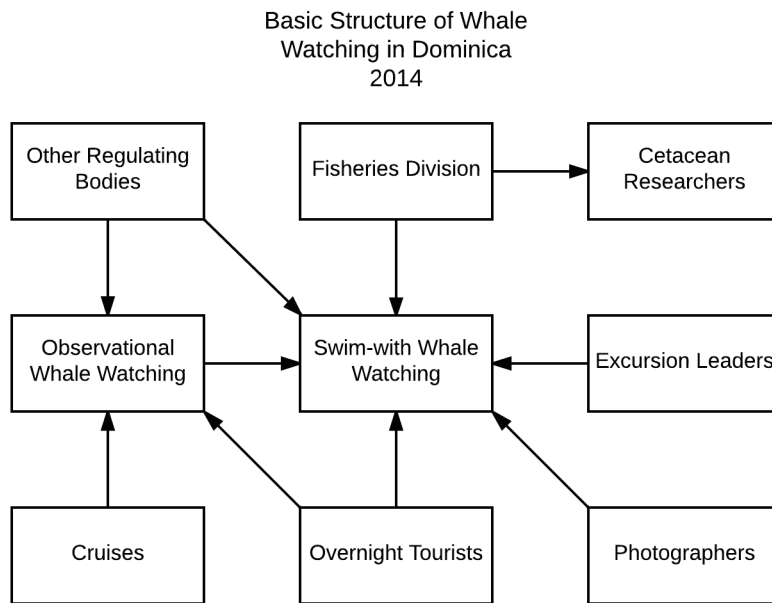 Basic Structure of Whale
Watching in Dominica
2014
Other Regulating
Bodies
Fisheries Division
Cetacean
Researchers
Observational
Whale Watching
Swim-with Whale
Watching
Excursion Leaders
Cruises
Overnight Tourists
Photographers